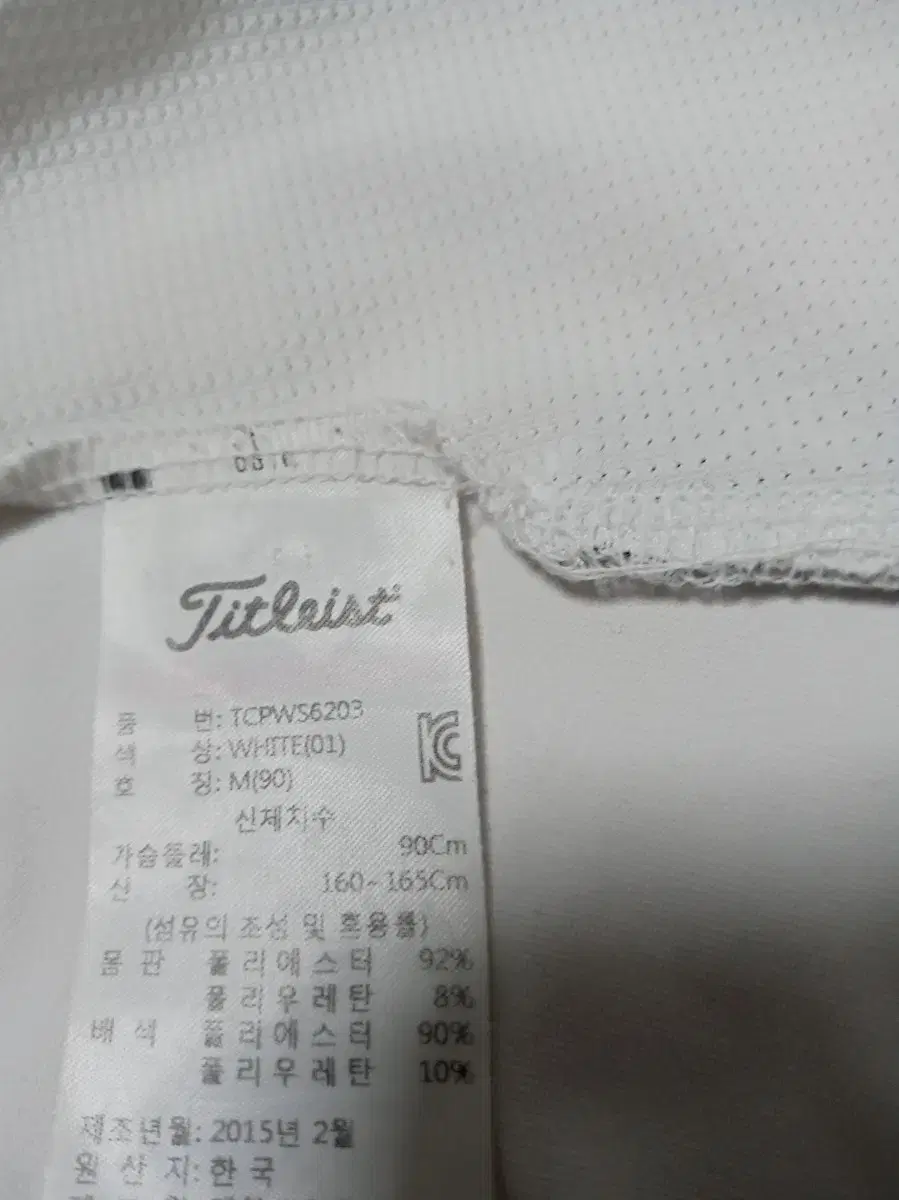 Titleist
품 번: TCPWS6203
색 상: WHITE(01)
호 칭: M(90)
신체치수
가슴둘레: 90Cm
신 장: 160~165Cm
(섬유의 조성 및 혼용률)
몸 판 폴리에스터 92%
폴리우레탄 8%
배 색 폴리에스터 90%
폴리우레탄 10%
제조년월: 2015년 2월
원 산 지: 한 국